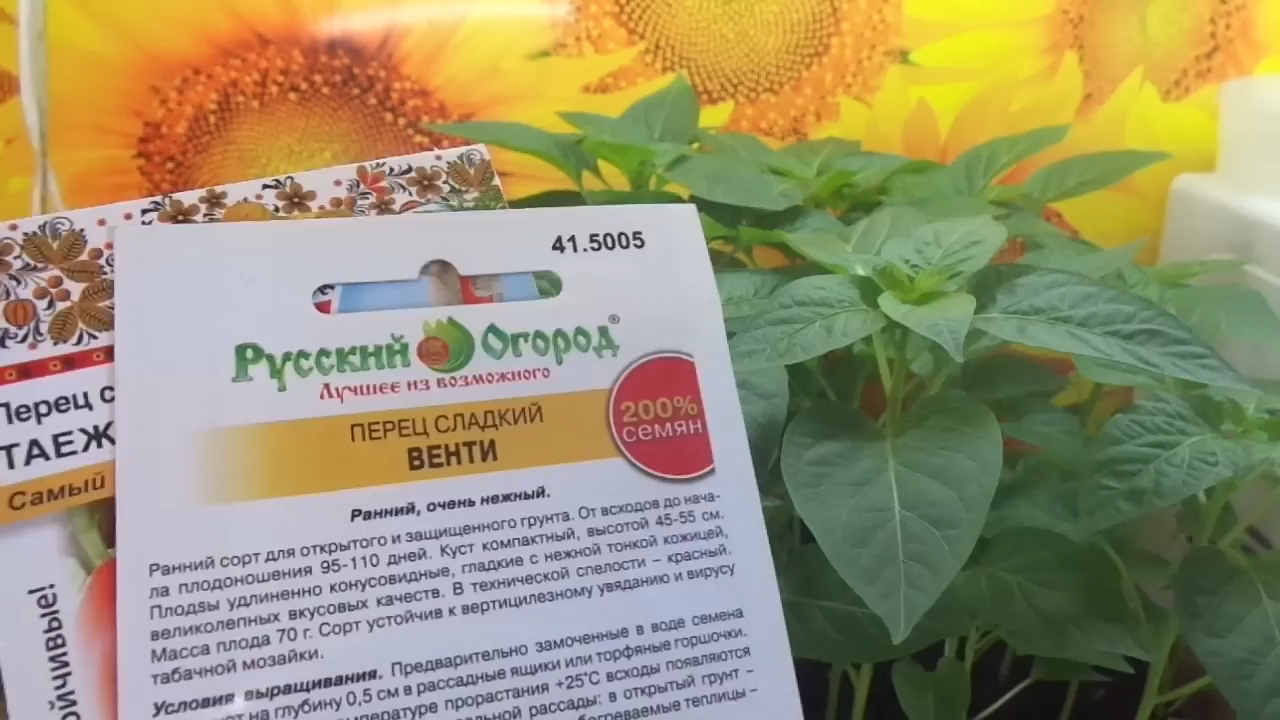 41.5005
Русский Огород®
Лучшее из возможного
ПЕРЕЦ СЛАДКИЙ
ВЕНТИ
200%
семян
Ранний, очень нежный.
Ранний сорт для открытого и защищенного грунта. От всходов до нача-
ла плодоношения 95-110 дней. Куст компактный, высотой 45-55 см.
Плодsы удлиненно конусовидные, гладкие с нежной тонкой кожицей,
великолепных вкусовых качеств. В технической спелости – красный.
Масса плода 70 г. Сорт устойчив к вертицилезному увяданию и вирусу
табачной мозайки.
Условия выращивания. Предварительно замоченные в воде семена
на глубину 0,5 см в рассадные ящики или торфяные горшочки.
прорастания +25°С всходы появляются
рассады: в открытый грунт –
теплицы –
Перец с
ТАЕЖ
Самый
ойчивые!